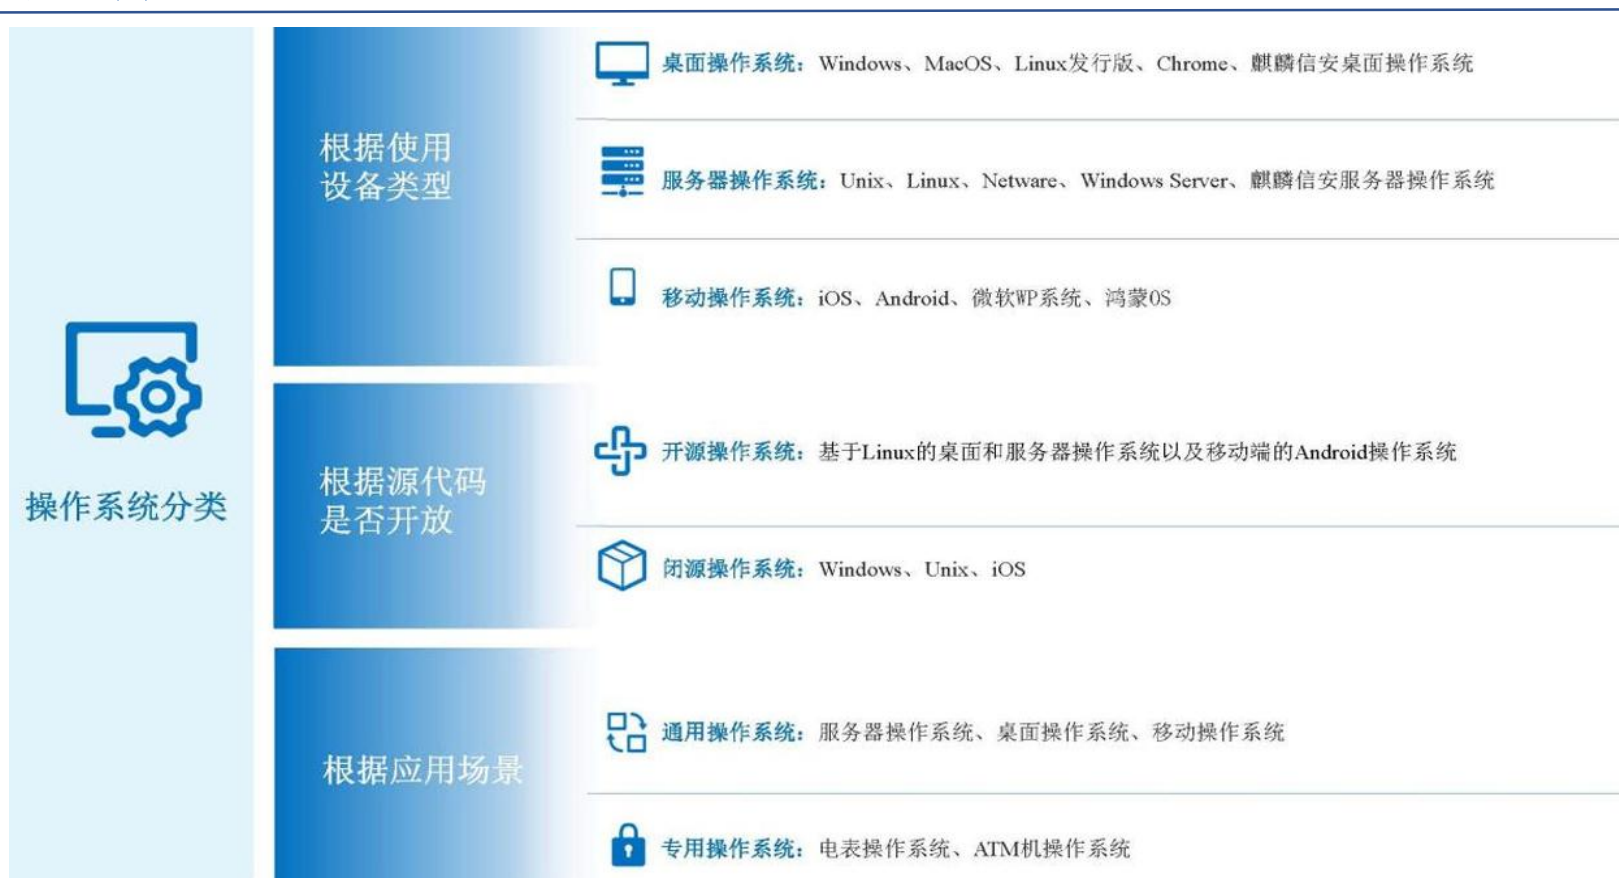 操作系统分类
根据使用
设备类型
桌面操作系统：Windows、MacOS、Linux发行版、Chrome、麒麟信安桌面操作系统
服务器操作系统：Unix、Linux、Netware、Windows Server、麒麟信安服务器操作系统
移动操作系统：iOS、Android、微软WP系统、鸿蒙OS
根据源代码
是否开放
开源操作系统：基于Linux的桌面和服务器操作系统以及移动端的Android操作系统
闭源操作系统：Windows、Unix、iOS
根据应用场景
通用操作系统：服务器操作系统、桌面操作系统、移动操作系统
专用操作系统：电表操作系统、ATM机操作系统